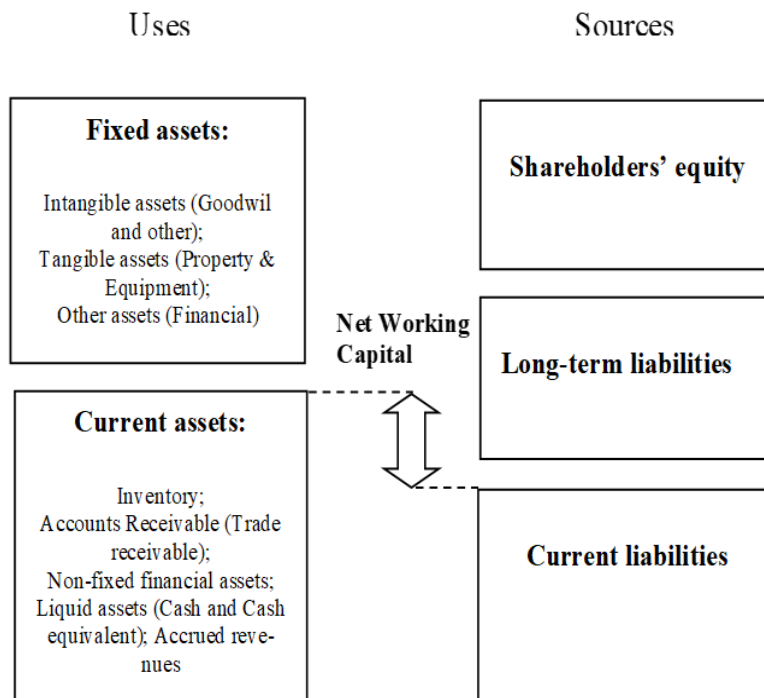 Uses
Sources
Fixed assets:
Intangible assets (Goodwil
and other);
Tangible assets (Property &
Equipment);
Other assets (Financial)
Shareholders’ equity
Net Working
Capital
Long-term liabilities
Current assets:
Inventory;
Accounts Receivable (Trade
receivable);
Non-fixed financial assets;
Liquid assets (Cash and Cash
equivalent); Accrued reve-
nues
Current liabilities